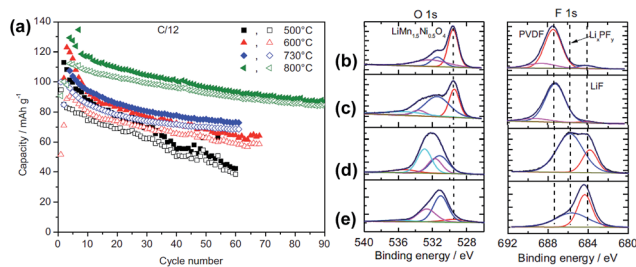 (a)
C/12
500°C
600°C
730°C
800°C
140
120
100
80
60
40
20
0
Capacity / mAh g⁻¹
0 10 20 30 40 50 60 70 80 90
Cycle number
O 1s
F 1s
LiMn₁.₅Ni₀.₅O₄
PVDF
LiₓPFᵧ
(b)
LiF
(c)
(d)
(e)
540 536 532 528
692 688 684 680
Binding energy / eV
Binding energy / eV